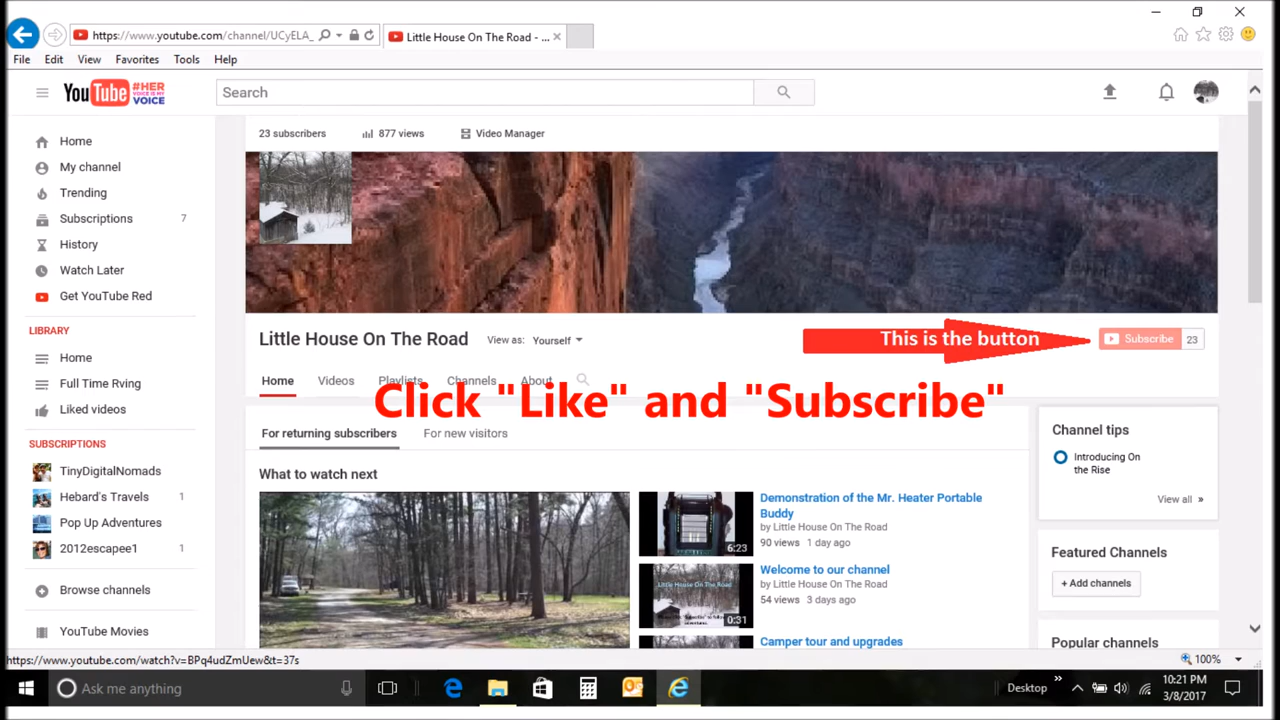 https://www.youtube.com/channel/UCyELA_
Little House On The Road - ...
File Edit View Favorites Tools Help
YouTube #HER VOICE IS MY VOICE
Search
23 subscribers 877 views Video Manager
Home
My channel
Trending
Subscriptions 7
History
Watch Later
Get YouTube Red
LIBRARY
Home
Full Time Rving
Liked videos
SUBSCRIPTIONS
TinyDigitalNomads
Hebard's Travels 1
Pop Up Adventures
2012escapee1 1
Browse channels
YouTube Movies
Little House On The Road View as: Yourself
This is the button
Subscribe 23
Home Videos Playlists Channels About
Click "Like" and "Subscribe"
For returning subscribers For new visitors
What to watch next
6:23
Demonstration of the Mr. Heater Portable
Buddy
by Little House On The Road
90 views 1 day ago
Little House On The Road
0:31
Welcome to our channel
by Little House On The Road
54 views 3 days ago
Camper tour and upgrades
Channel tips
Introducing On
the Rise
View all »
Featured Channels
+ Add channels
Popular channels
https://www.youtube.com/watch?v=BPq4udZmUew&t=37s
100%
Ask me anything
Desktop
10:21 PM
3/8/2017